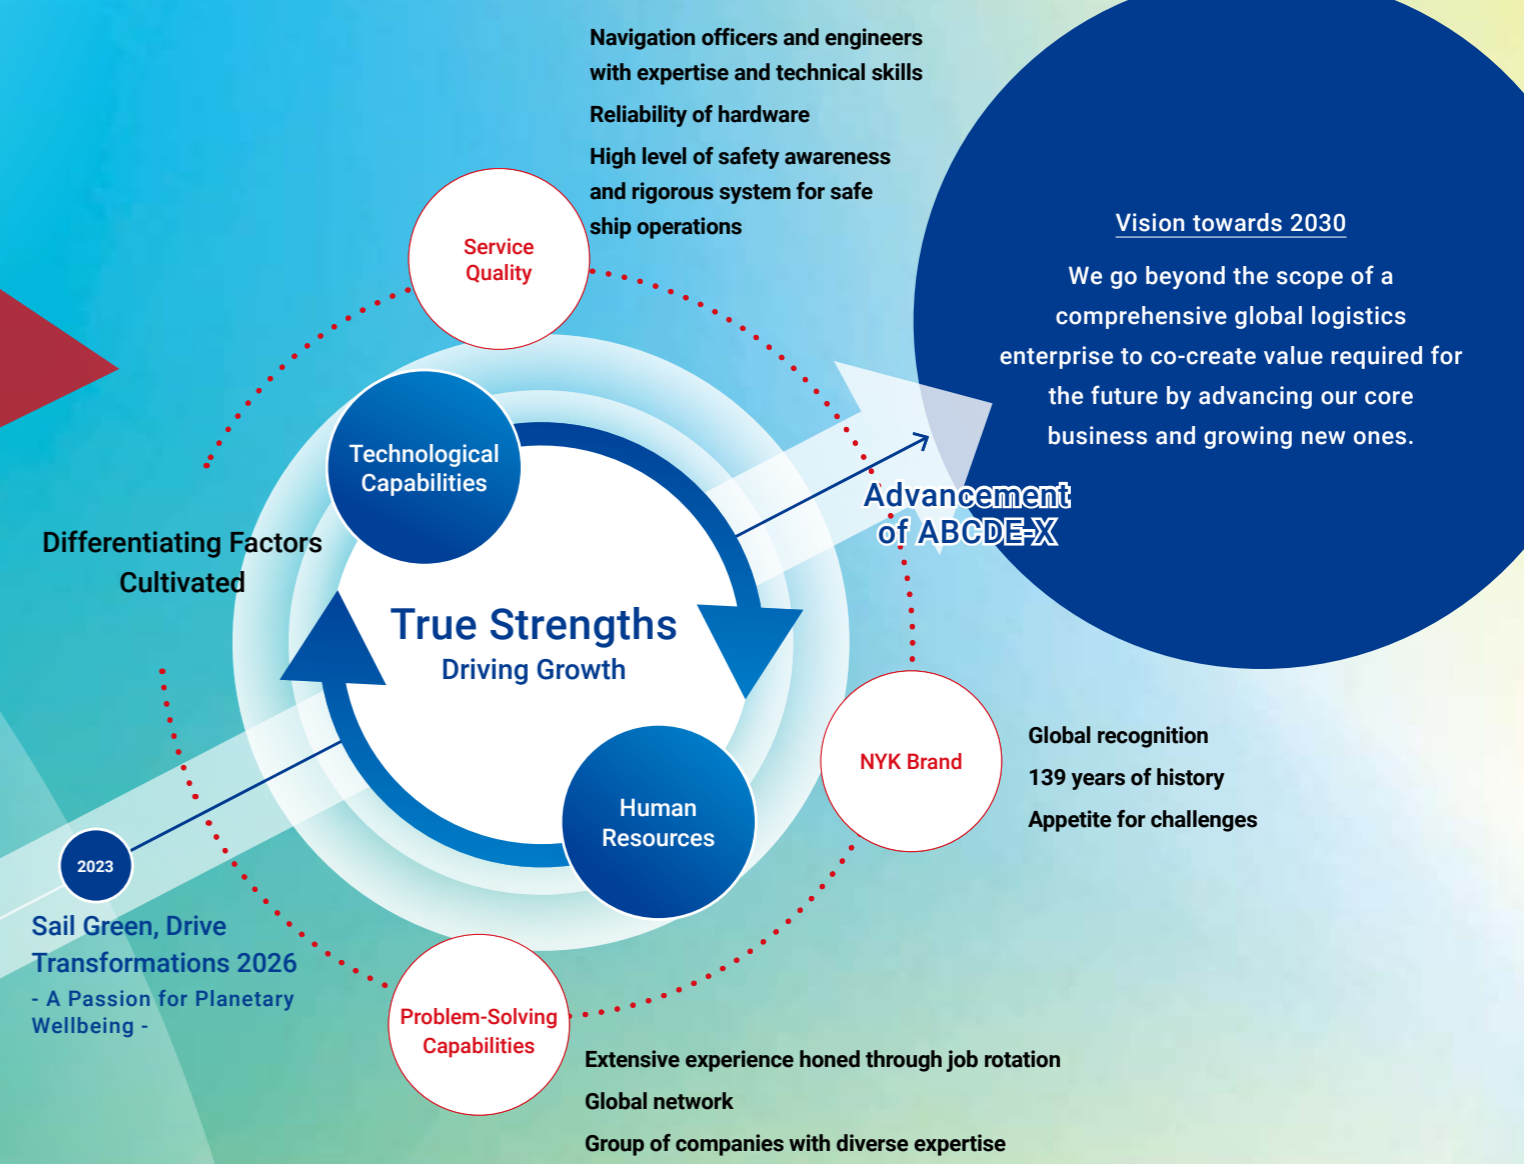 Navigation officers and engineers
with expertise and technical skills
Reliability of hardware
High level of safety awareness
and rigorous system for safe
ship operations
Service
Quality
Vision towards 2030
We go beyond the scope of a
comprehensive global logistics
enterprise to co-create value required for
the future by advancing our core
business and growing new ones.
Technological
Capabilities
Advancement
of ABCDE-X
Differentiating Factors
Cultivated
True Strengths
Driving Growth
NYK Brand
Global recognition
139 years of history
Appetite for challenges
Human
Resources
2023
Sail Green, Drive
Transformations 2026
- A Passion for Planetary
Wellbeing -
Problem-Solving
Capabilities
Extensive experience honed through job rotation
Global network
Group of companies with diverse expertise